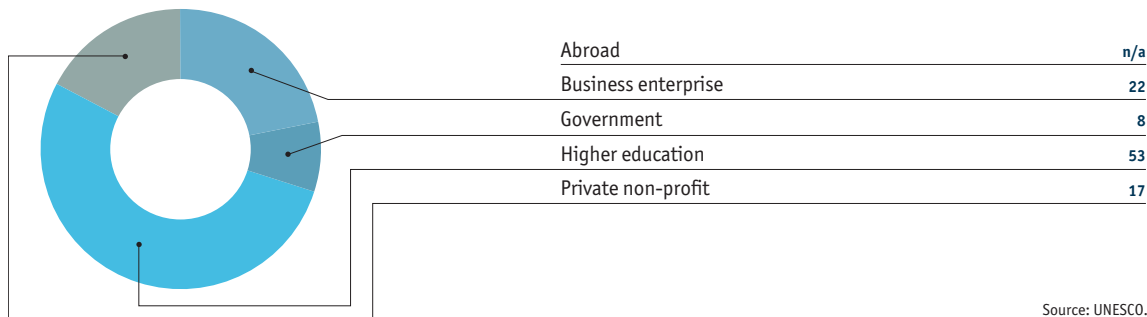 Abroad n/a
Business enterprise 22
Government 8
Higher education 53
Private non-profit 17
Source: UNESCO.